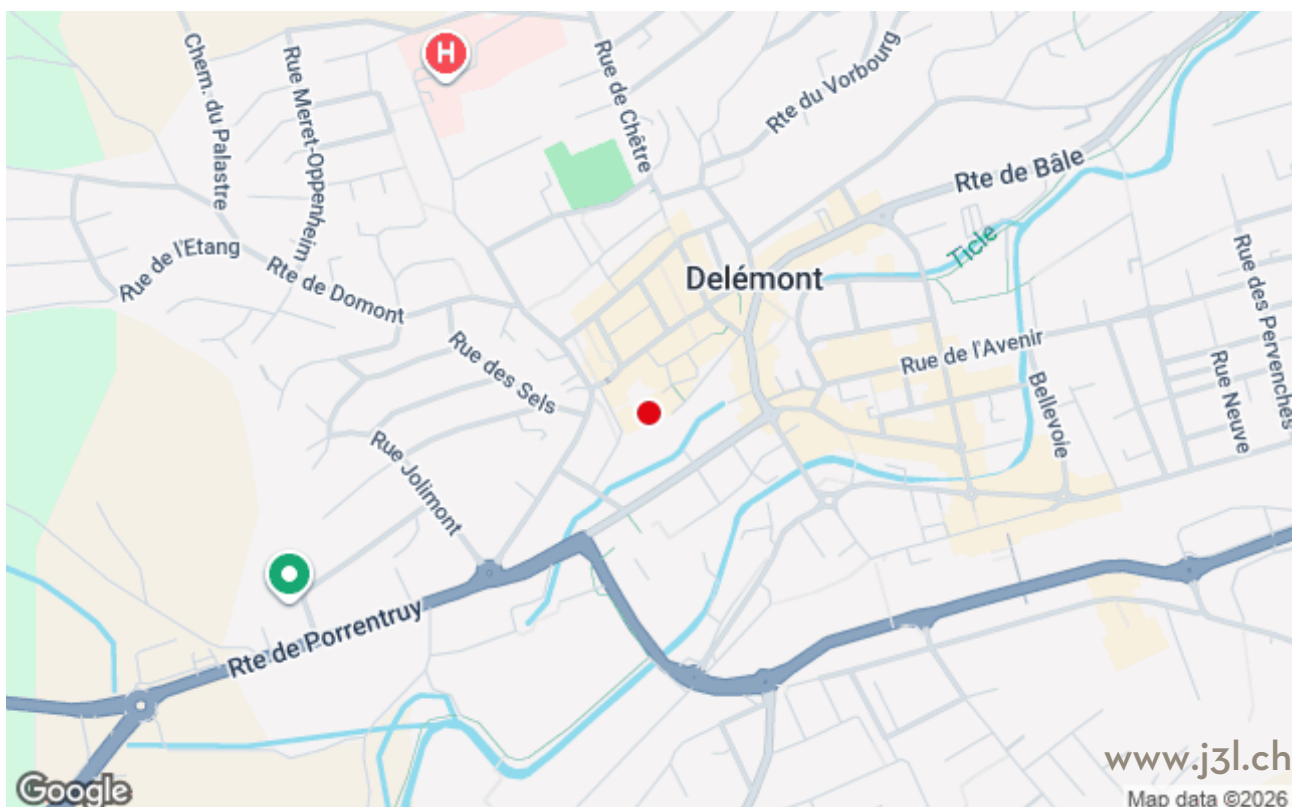 H
Chem. du Palastre
Rue Meret-Oppenheim
Rue de Chêtre
Rte du Vorbourg
Rte de Bâle
Ticle
Rue de l'Etang
Rte de Domont
Delémont
Rue des Pervenches
Rue de l'Avenir
Rue des Sels
Bellevoie
Rue Neuve
Rue Jolimont
Rte de Porrentruy
www.j3l.ch
Google
Map data ©2026